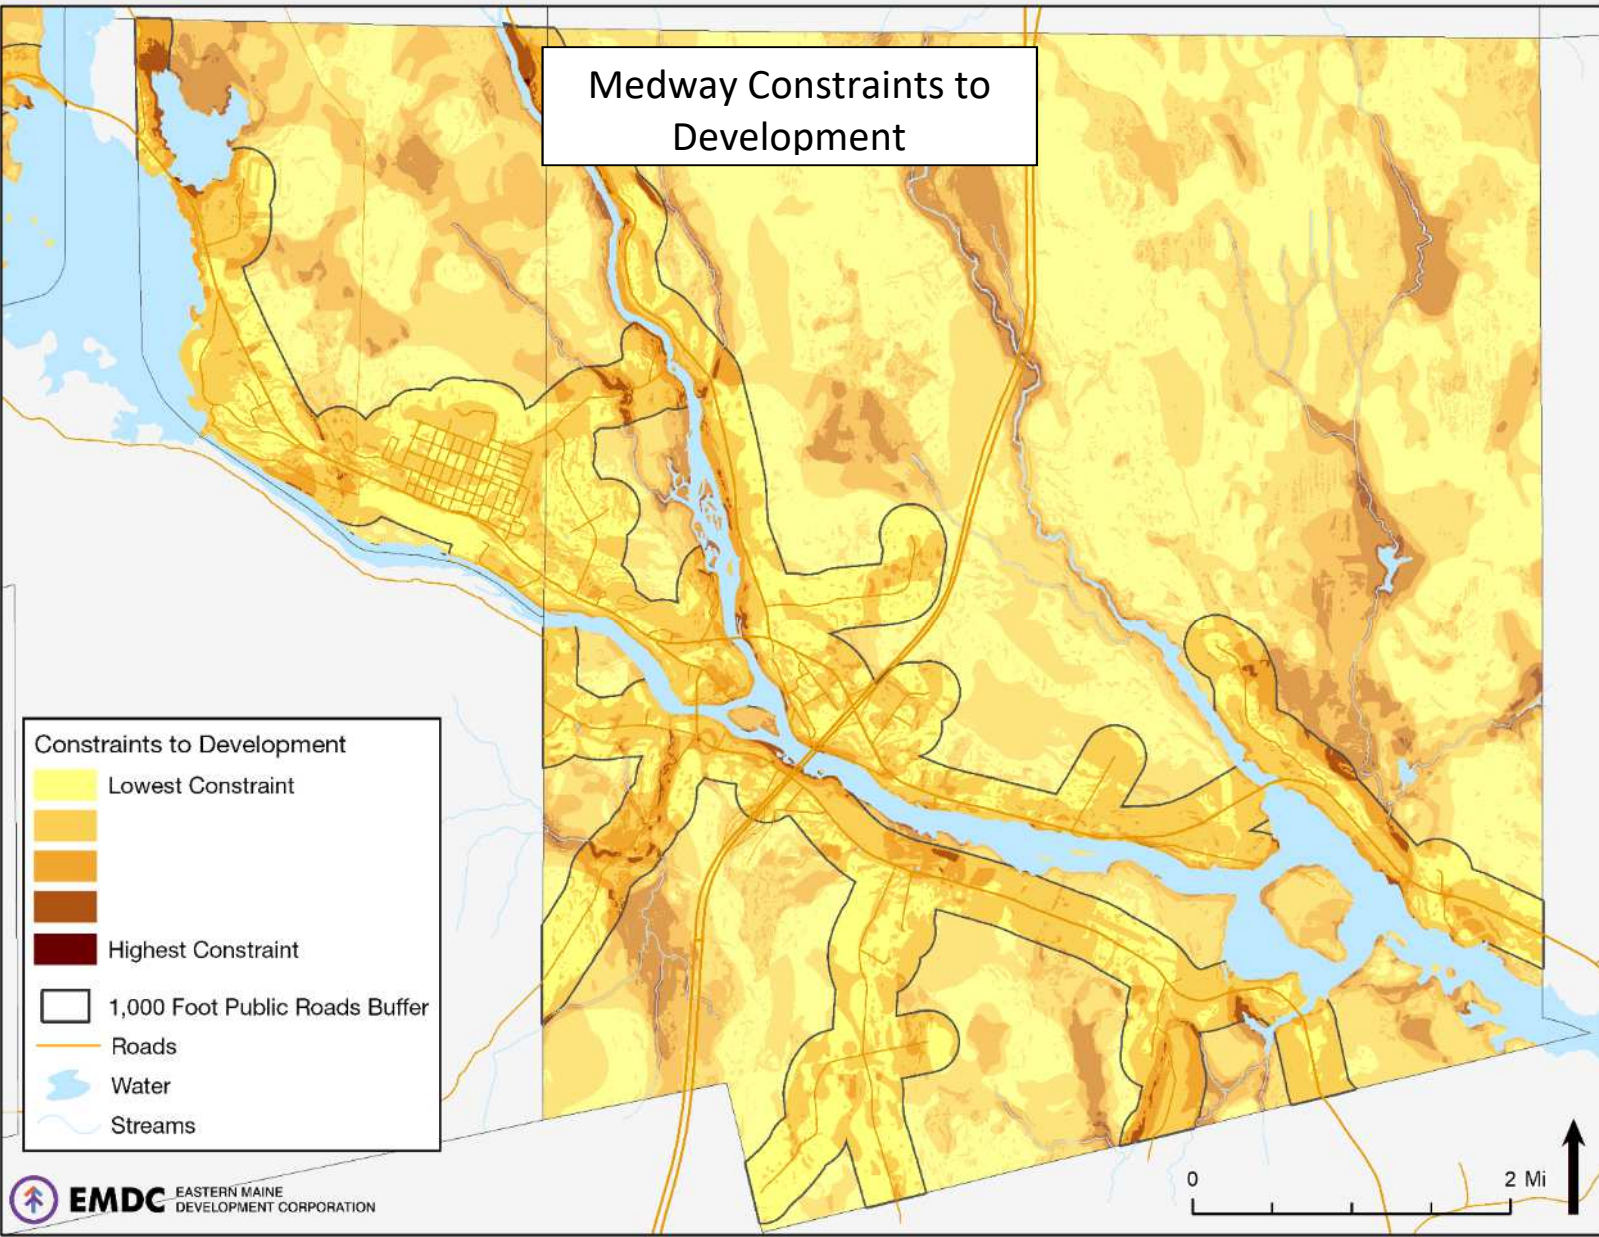 Medway Constraints to
Development
Constraints to Development
Lowest Constraint
Highest Constraint
1,000 Foot Public Roads Buffer
Roads
Water
Streams
EMDC
EASTERN MAINE
DEVELOPMENT CORPORATION
0 2 Mi